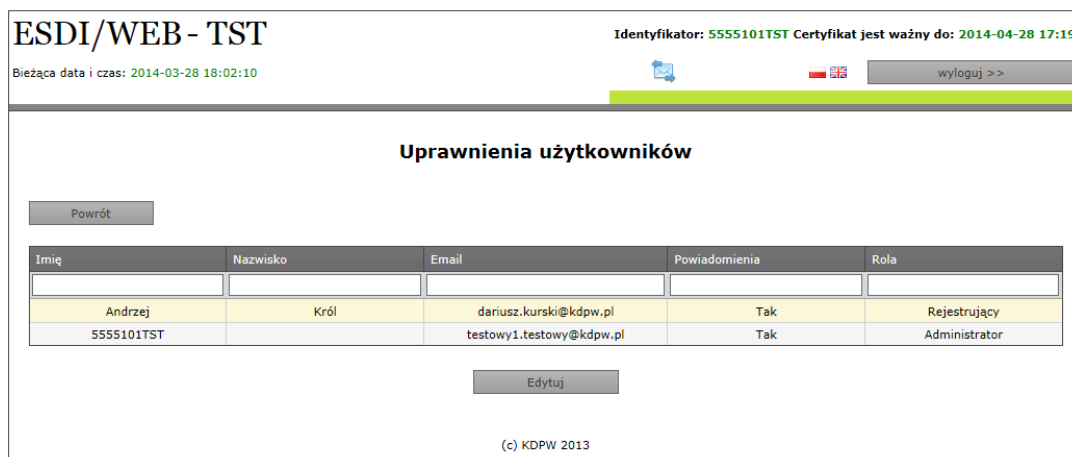 ESDI/WEB - TST
Identyfikator: 5555101TST Certyfikat jest ważny do: 2014-04-28 17:19
Bieżąca data i czas: 2014-03-28 18:02:10
wyloguj >>
Uprawnienia użytkowników
Powrót
Imię Nazwisko Email Powiadomienia Rola
Andrzej Król dariusz.kurski@kdpw.pl Tak Rejestrujący
5555101TST testowy1.testowy@kdpw.pl Tak Administrator
Edytuj
(c) KDPW 2013